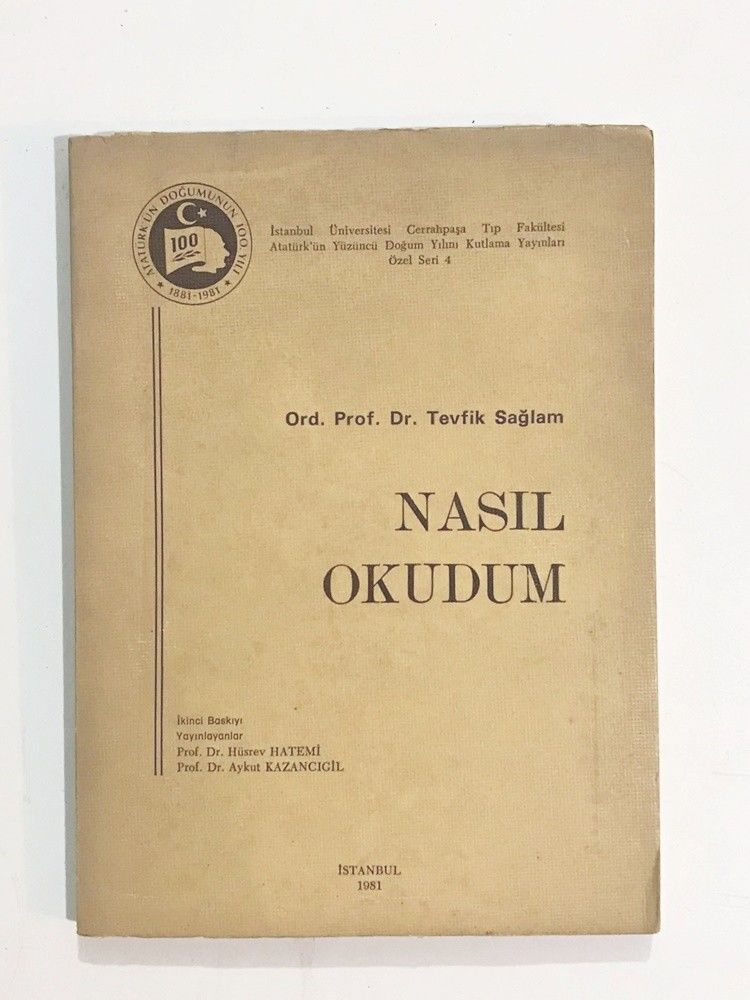 ATATÜRK'ÜN DOĞUMUNUN 100. YILI
100
★ 1881-1981 ★
İstanbul Üniversitesi Cerrahpaşa Tıp Fakültesi
Atatürk'ün Yüzüncü Doğum Yılını Kutlama Yayınları
Özel Seri 4
Ord. Prof. Dr. Tevfik Sağlam
NASIL
OKUDUM
İkinci Baskıyı
Yayınlayanlar
Prof. Dr. Hüsrev HATEMİ
Prof. Dr. Aykut KAZANCIGİL
İSTANBUL
1981